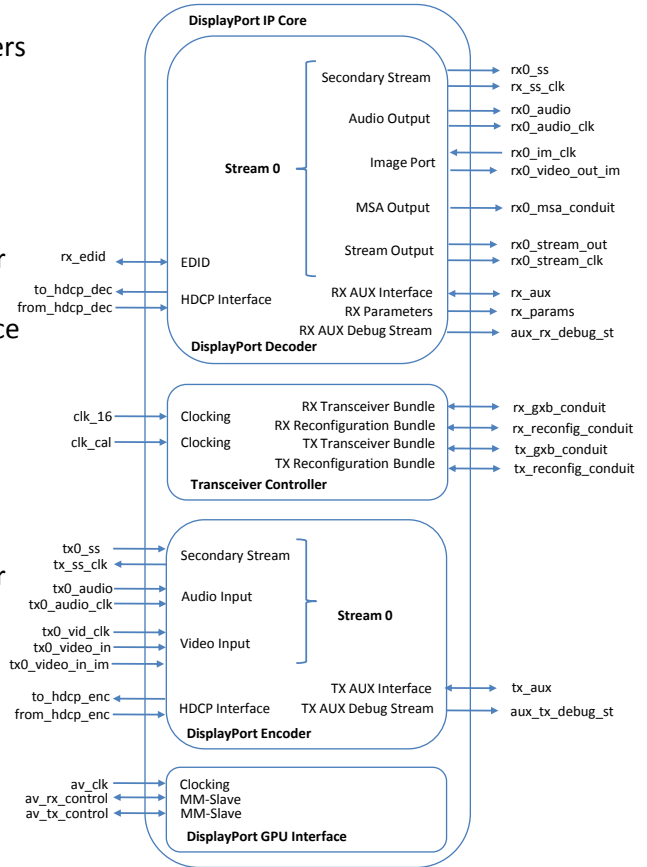 DisplayPort IP Core
ers
Secondary Stream
rx0_ss
rx_ss_clk
Audio Output
rx0_audio
rx0_audio_clk
Stream 0
Image Port
rx0_im_clk
rx0_video_out_im
MSA Output
rx0_msa_conduit
Stream Output
rx0_stream_out
rx0_stream_clk
r
rx_edid
EDID
to_hdcp_dec
from_hdcp_dec
HDCP Interface
ce
RX AUX Interface
rx_aux
RX Parameters
rx_params
RX AUX Debug Stream
aux_rx_debug_st
DisplayPort Decoder
clk_16
Clocking
clk_cal
Clocking
RX Transceiver Bundle
rx_gxb_conduit
RX Reconfiguration Bundle
rx_reconfig_conduit
TX Transceiver Bundle
tx_gxb_conduit
TX Reconfiguration Bundle
tx_reconfig_conduit
Transceiver Controller
tx0_ss
tx_ss_clk
Secondary Stream
r
tx0_audio
tx0_audio_clk
Audio Input
Stream 0
tx0_vid_clk
tx0_video_in
tx0_video_in_im
Video Input
to_hdcp_enc
from_hdcp_enc
HDCP Interface
TX AUX Interface
tx_aux
TX AUX Debug Stream
aux_tx_debug_st
DisplayPort Encoder
av_clk
Clocking
av_rx_control
MM-Slave
av_tx_control
MM-Slave
DisplayPort GPU Interface